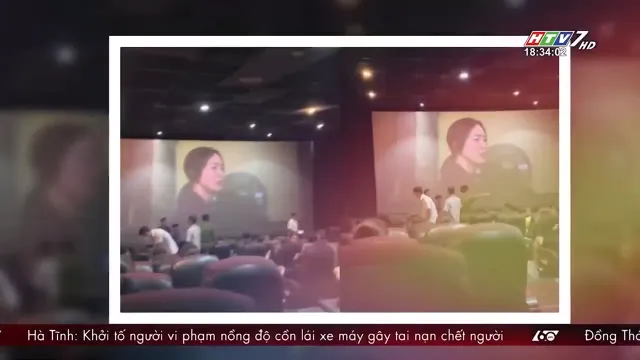 HTV7 HD
18:34:02
Hà Tĩnh: Khởi tố người vi phạm nồng độ cồn lái xe máy gây tai nạn chết người
60
Đồng Thá